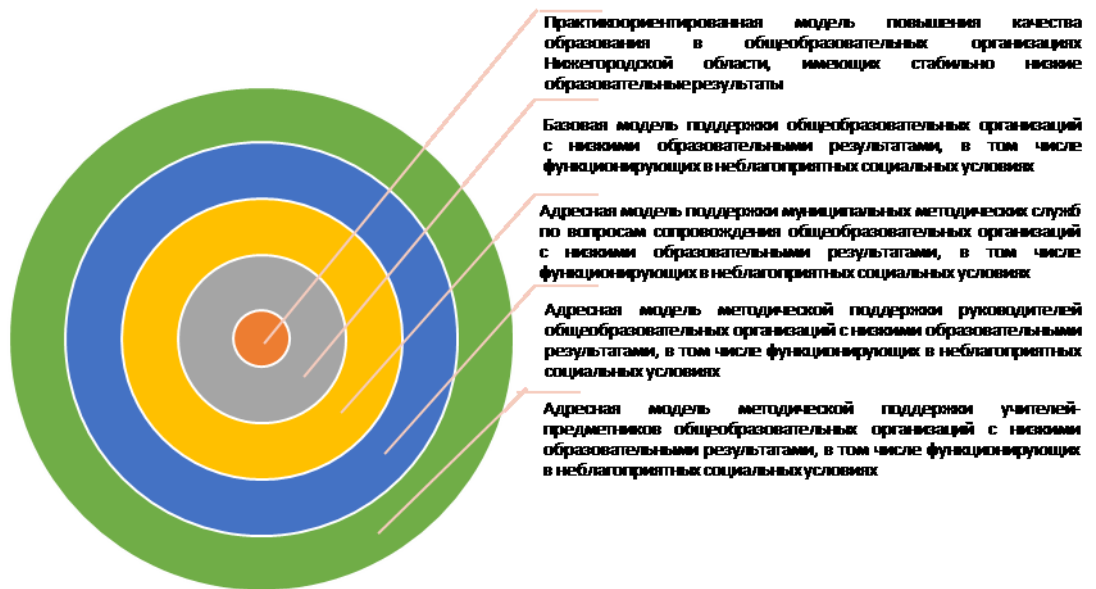 Практикоориентированная модель повышения качества
образования в общеобразовательных организациях
Нижегородской области, имеющих стабильно низкие
образовательные результаты
Базовая модель поддержки общеобразовательных организаций
с низкими образовательными результатами, в том числе
функционирующих в неблагоприятных социальных условиях
Адресная модель поддержки муниципальных методических служб
по вопросам сопровождения общеобразовательных организаций
с низкими образовательными результатами, в том числе
функционирующих в неблагоприятных социальных условиях
Адресная модель методической поддержки руководителей
общеобразовательных организаций с низкими образовательными
результатами, в том числе функционирующих в неблагоприятных
социальных условиях
Адресная модель методической поддержки учителей-
предметников общеобразовательных организаций с низкими
образовательными результатами, в том числе функционирующих
в неблагоприятных социальных условиях